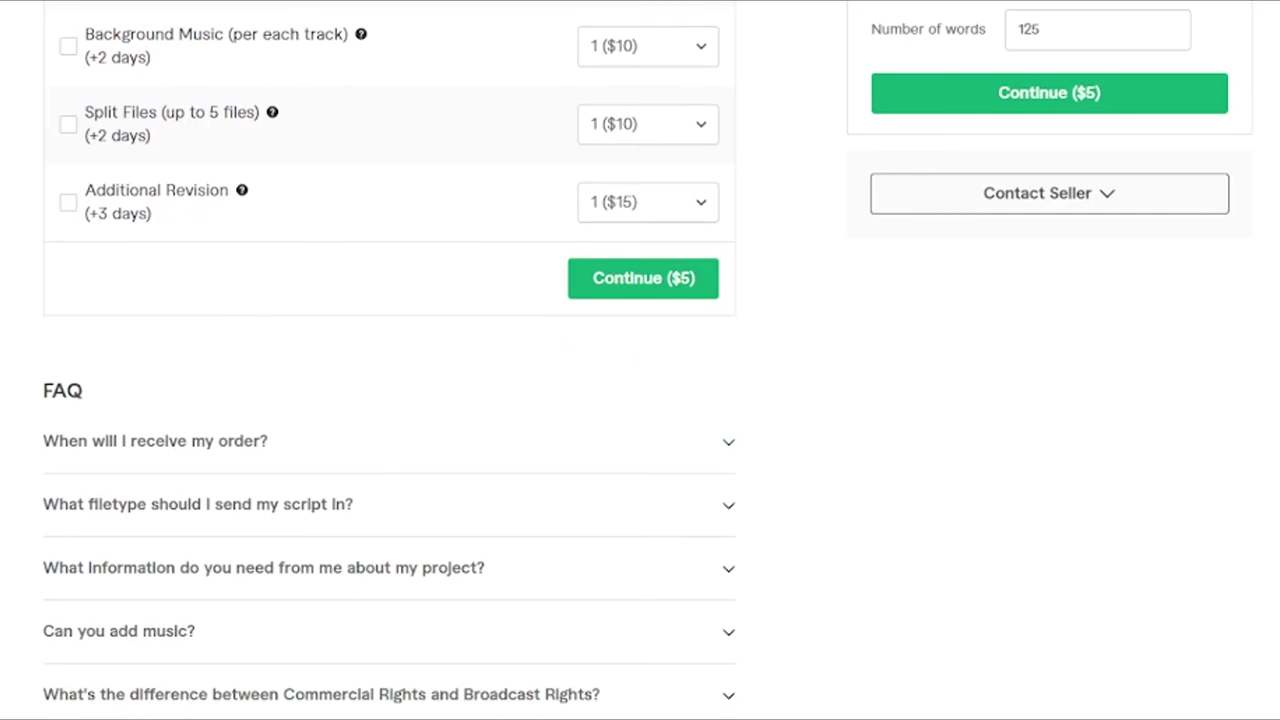 Background Music (per each track)
(+2 days)
1 ($10)
Split Files (up to 5 files)
(+2 days)
1 ($10)
Additional Revision
(+3 days)
1 ($15)
Continue ($5)
Number of words 125
Continue ($5)
Contact Seller
FAQ
When will I receive my order?
What filetype should I send my script in?
What information do you need from me about my project?
Can you add music?
What's the difference between Commercial Rights and Broadcast Rights?